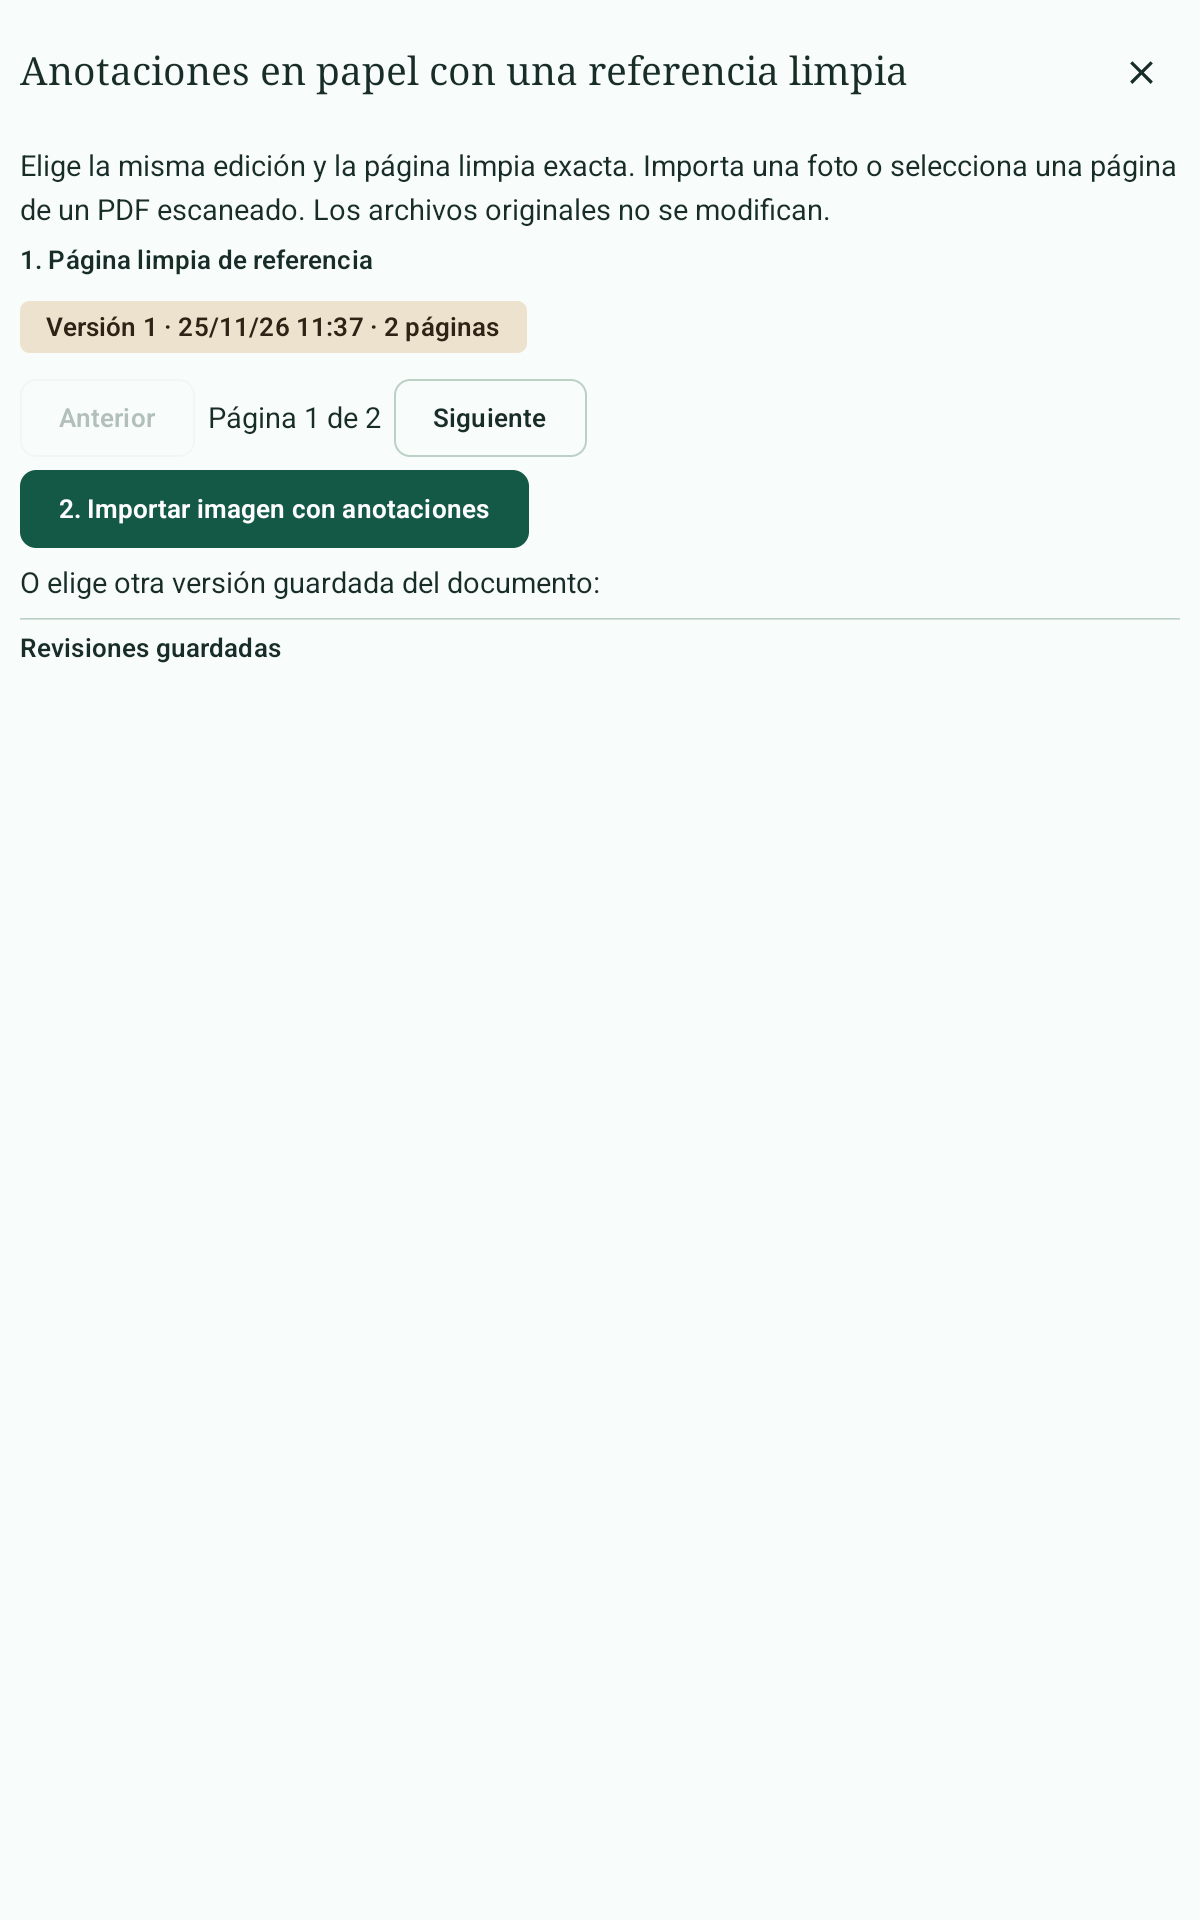 Anotaciones en papel con una referencia limpia
Elige la misma edición y la página limpia exacta. Importa una foto o selecciona una página
de un PDF escaneado. Los archivos originales no se modifican.
1. Página limpia de referencia
Versión 1 · 25/11/26 11:37 · 2 páginas
Anterior Página 1 de 2 Siguiente
2. Importar imagen con anotaciones
O elige otra versión guardada del documento:
Revisiones guardadas